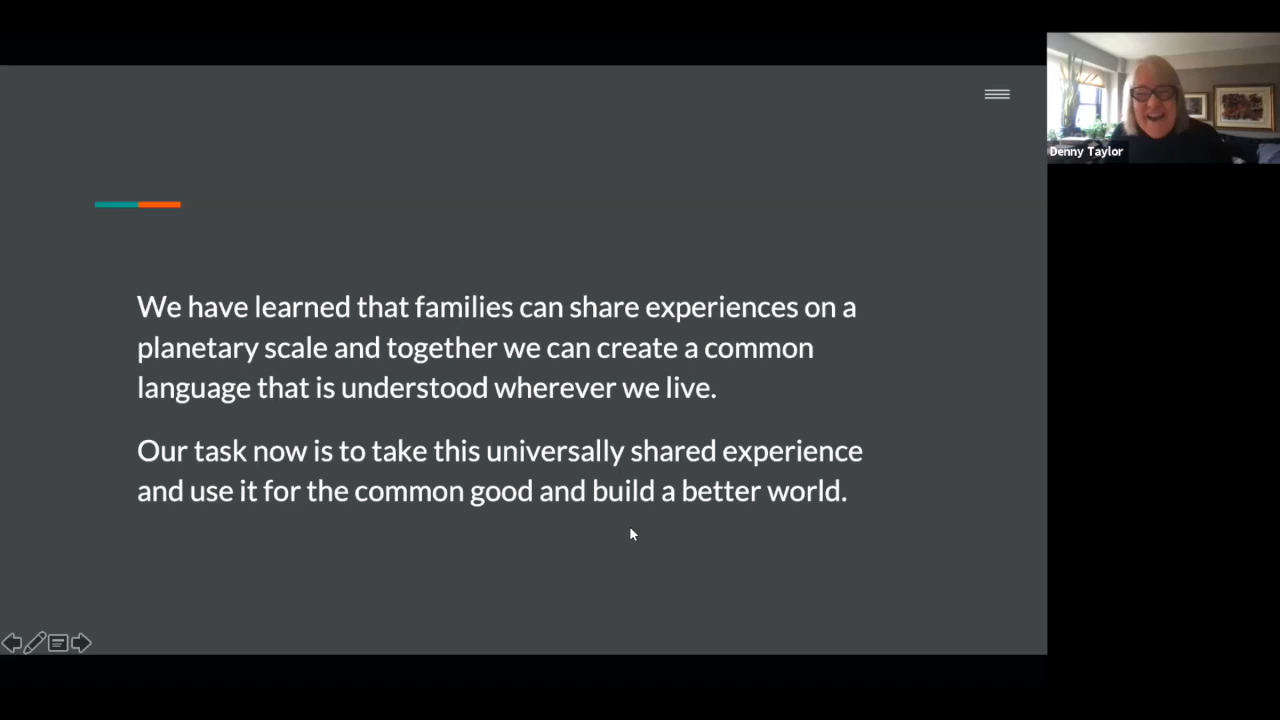 Denny Taylor
We have learned that families can share experiences on a
planetary scale and together we can create a common
language that is understood wherever we live.
Our task now is to take this universally shared experience
and use it for the common good and build a better world.